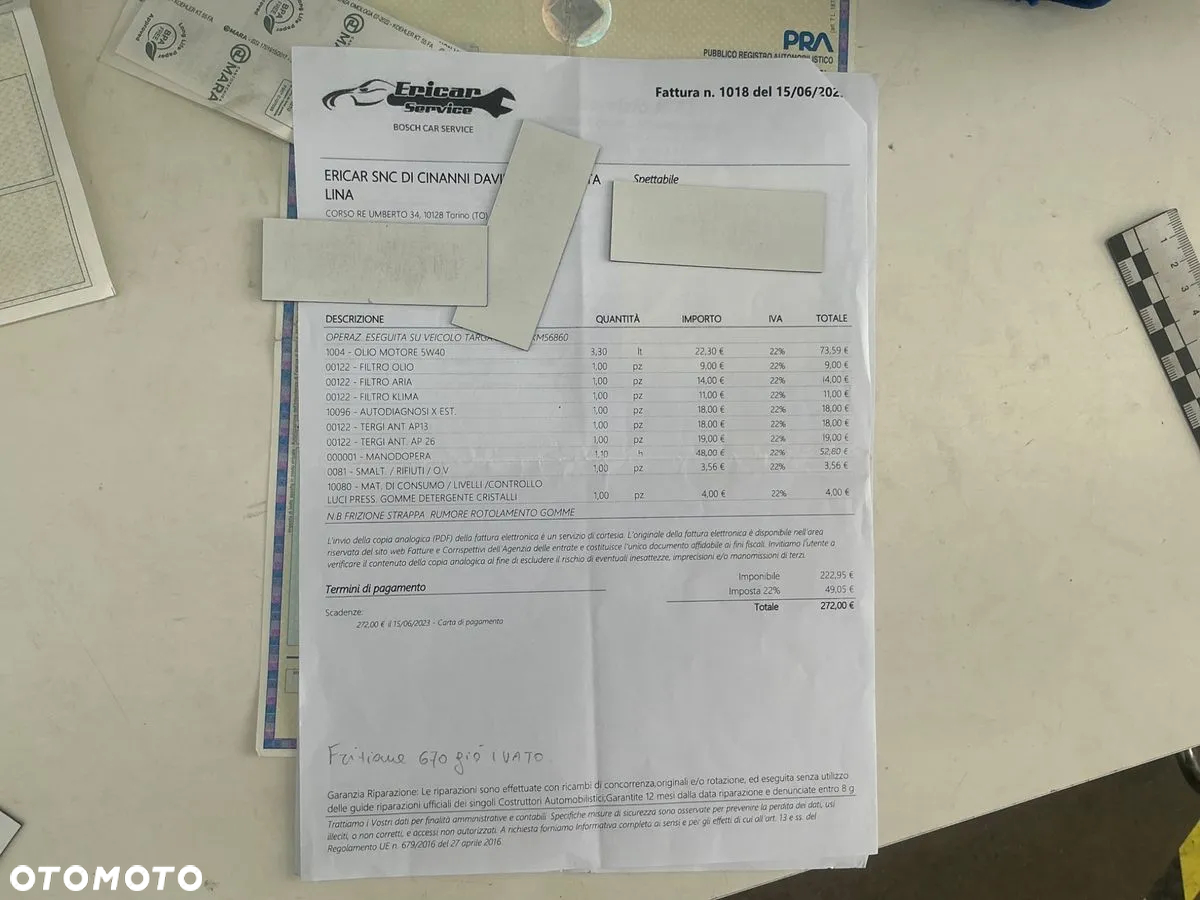 BPA FREE
Approved
Lpg Life Paper
MARA
PRA
PUBBLICO REGISTRO AUTOMOBILISTICO
Ericar
Service
BOSCH CAR SERVICE
Fattura n. 1018 del 15/06/202
ERICAR SNC DI CINANNI DAVI TA
LINA
Spettabile
CORSO RE UMBERTO 34, 10128 Torino (TO)
DESCRIZIONE QUANTITÀ IMPORTO IVA TOTALE
OPERAZ. ESEGUITA SU VEICOLO TARGA KM56860
1004 - OLIO MOTORE 5W40 3,30 lt 22,30 € 22% 73,59 €
00122 - FILTRO OLIO 1,00 pz 9,00 € 22% 9,00 €
00122 - FILTRO ARIA 1,00 pz 14,00 € 22% 14,00 €
00122 - FILTRO KLIMA 1,00 pz 11,00 € 22% 11,00 €
10096 - AUTODIAGNOSI X EST. 1,00 pz 18,00 € 22% 18,00 €
00122 - TERGI ANT AP13 1,00 pz 18,00 € 22% 18,00 €
00122 - TERGI ANT. AP 26 1,00 pz 19,00 € 22% 19,00 €
000001 - MANODOPERA 1,10 h 48,00 € 22% 52,80 €
0081 - SMALT. / RIFIUTI / O.V 1,00 pz 3,56 € 22% 3,56 €
10080 - MAT. DI CONSUMO / LIVELLI /CONTROLLO
LUCI PRESS. GOMME DETERGENTE CRISTALLI 1,00 pz 4,00 € 22% 4,00 €
N.B FRIZIONE STRAPPA RUMORE ROTOLAMENTO GOMME
L'invio della copia analogica (PDF) della fattura elettronica è un servizio di cortesia. L'originale della fattura elettronica è disponibile nell'area
riservata del sito web Fatture e Corrispettivi dell'Agenzia delle entrate e costituisce l'unico documento affidabile ai fini fiscali. Invitiamo l'utente a
verificare il contenuto della copia analogica al fine di escludere il rischio di eventuali inesattezze, imprecisioni e/o manomissioni di terzi.
Imponibile 222,95 €
Termini di pagamento
Imposta 22% 49,05 €
Totale 272,00 €
Scadenze:
272,00 € il 15/06/2023 - Carta di pagamento
670 già IVATO
Garanzia Riparazione: Le riparazioni sono effettuate con ricambi di concorrenza,originali e/o rotazione, ed eseguita senza utilizzo
delle guide riparazioni ufficiali dei singoli Costruttori Automobilistici;Garantite 12 mesi dalla data riparazione e denunciate entro 8 g
Trattiamo i Vostri dati per finalità amministrative e contabili. Specifiche misure di sicurezza sono osservate per prevenire la perdita dei dati, usi
illeciti, o non corretti, e accessi non autorizzati. A richiesta forniamo Informativa completa ai sensi e per gli effetti di cui all'art. 13 e ss. del
Regolamento UE n. 679/2016 del 27 aprile 2016.
1
2
3
4
OTOMOTO